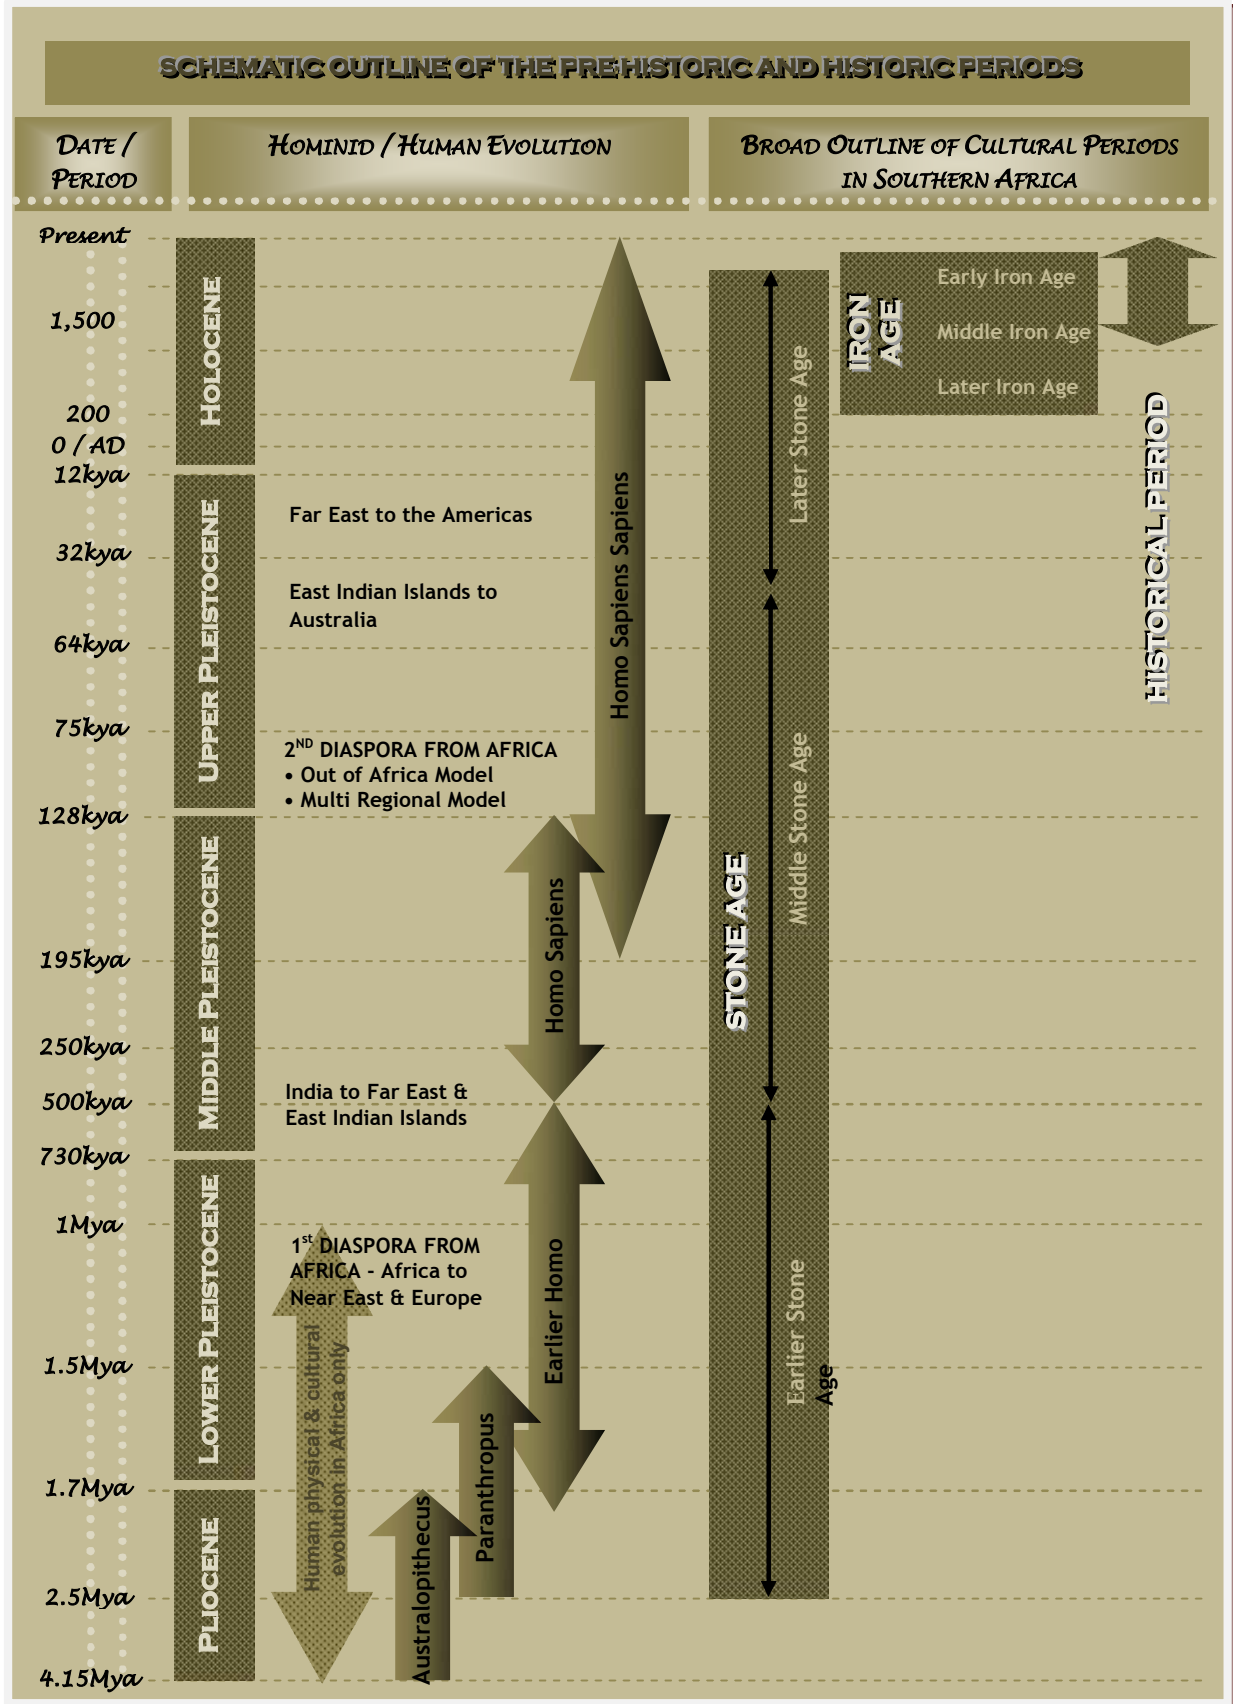 SCHEMATIC OUTLINE OF THE PREHISTORIC AND HISTORIC PERIODS
DATE /
PERIOD
HOMINID / HUMAN EVOLUTION
BROAD OUTLINE OF CULTURAL PERIODS
IN SOUTHERN AFRICA
Present
1,500
200
0 / AD
12kya
32kya
64kya
75kya
128kya
195kya
250kya
500kya
730kya
1Mya
1.5Mya
1.7Mya
2.5Mya
4.15Mya
HOLOCENE
UPPER PLEISTOCENE
MIDDLE PLEISTOCENE
LOWER PLEISTOCENE
PLIOCENE
Far East to the Americas
East Indian Islands to
Australia
2ND DIASPORA FROM AFRICA
• Out of Africa Model
• Multi Regional Model
India to Far East &
East Indian Islands
1st DIASPORA FROM
AFRICA - Africa to
Near East & Europe
Human physical & cultural
evolution in Africa only
Australopithecus
Paranthropus
Earlier Homo
Homo Sapiens
Homo Sapiens Sapiens
STONE AGE
Later Stone Age
Middle Stone Age
Earlier Stone
Age
IRON
AGE
Early Iron Age
Middle Iron Age
Later Iron Age
HISTORICAL PERIOD